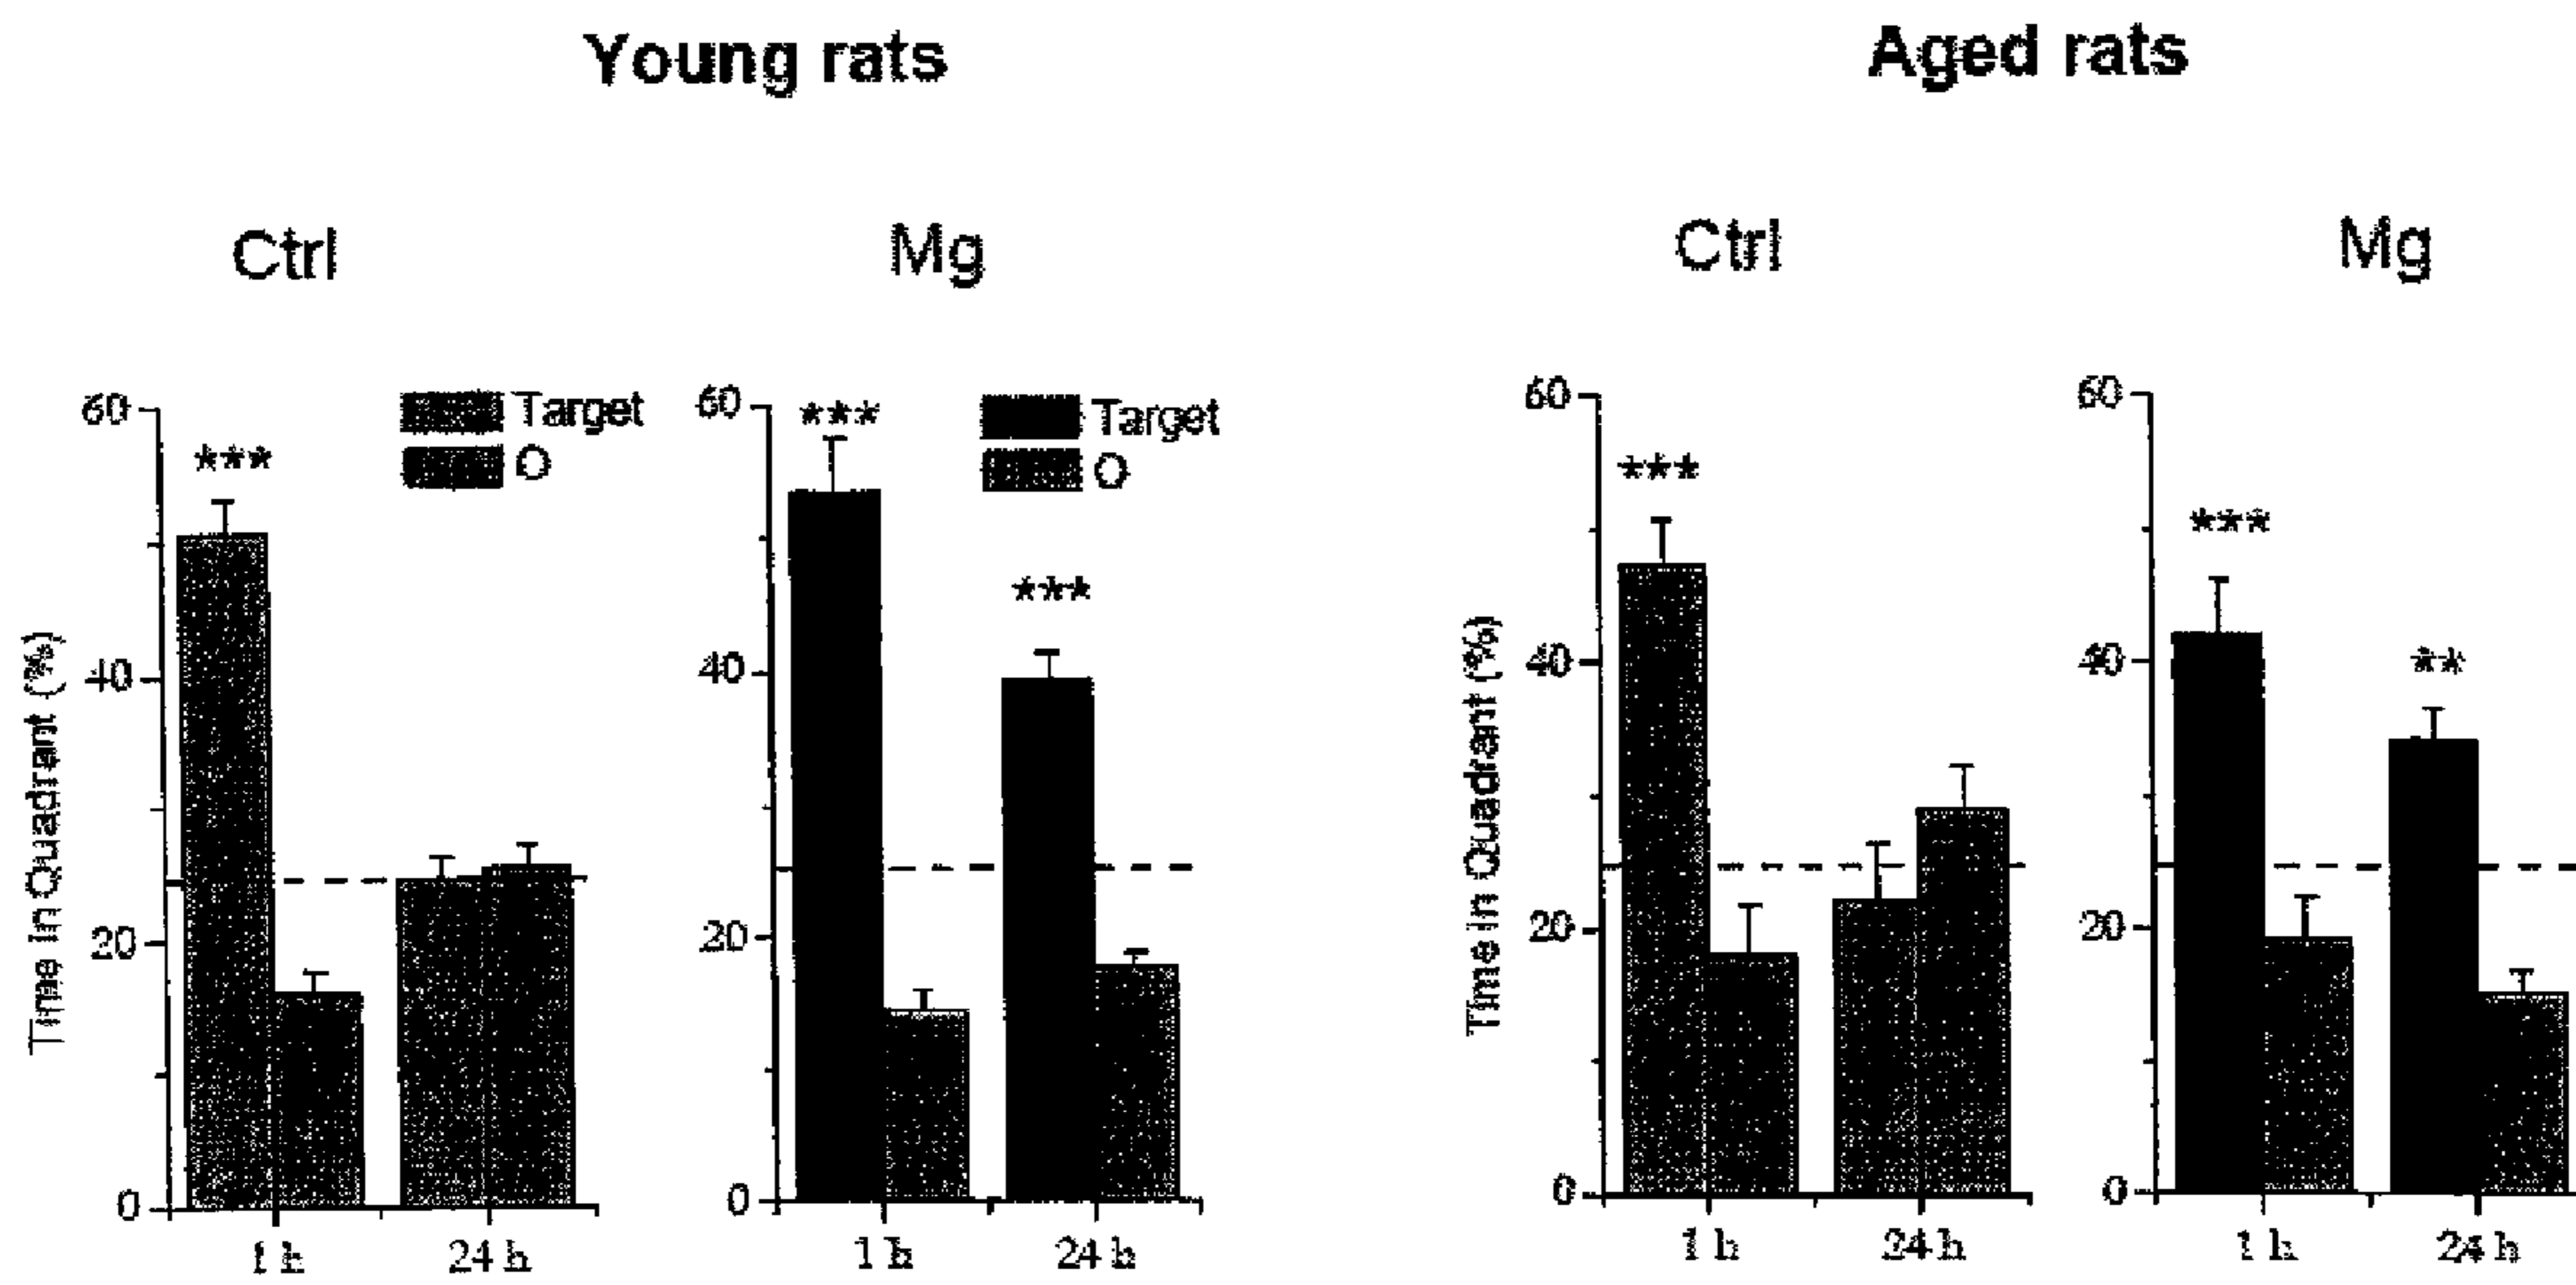 Young rats
Aged rats
Ctrl
Mg
Ctrl
Mg
Time in Quadrant (%)
60
40
20
0
***
Target
O
1 h
24 h
60
40
20
0
***
***
Target
O
1 h
24 h
Time in Quadrant (%)
60
40
20
0
***
1 h
24 h
60
40
20
0
***
**
1 h
24 h